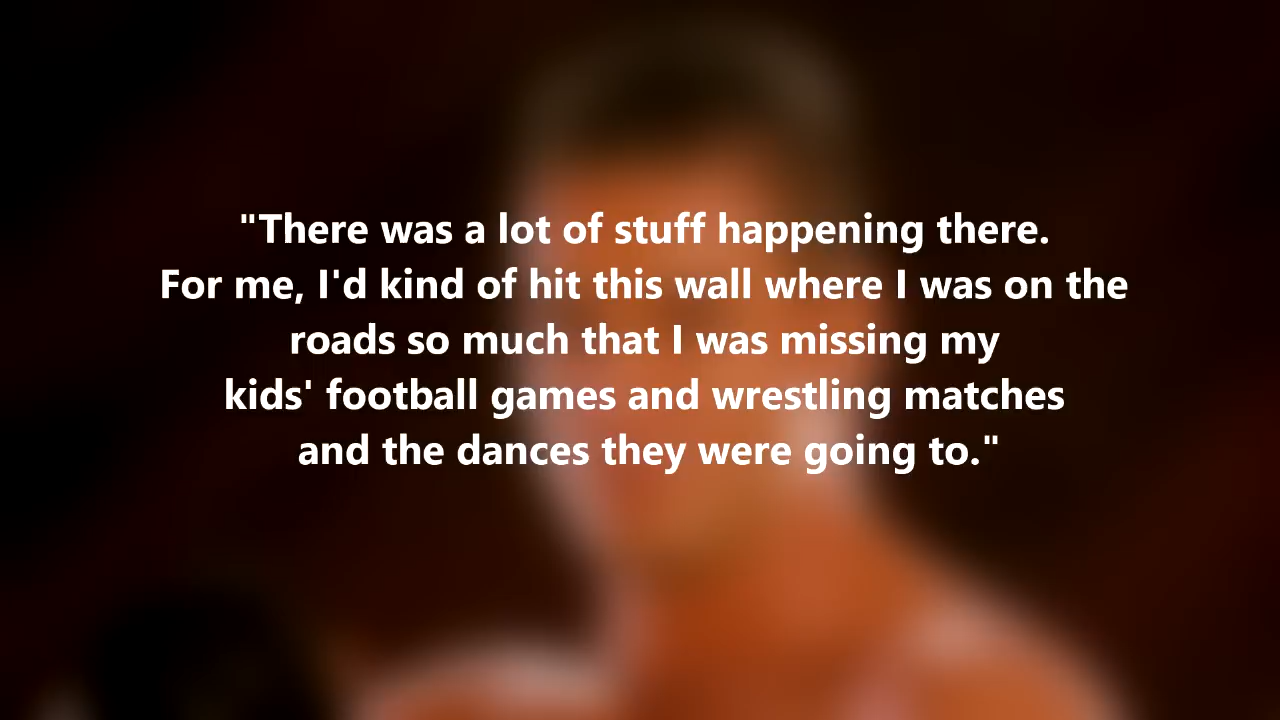 "There was a lot of stuff happening there.
For me, I'd kind of hit this wall where I was on the
roads so much that I was missing my
kids' football games and wrestling matches
and the dances they were going to."